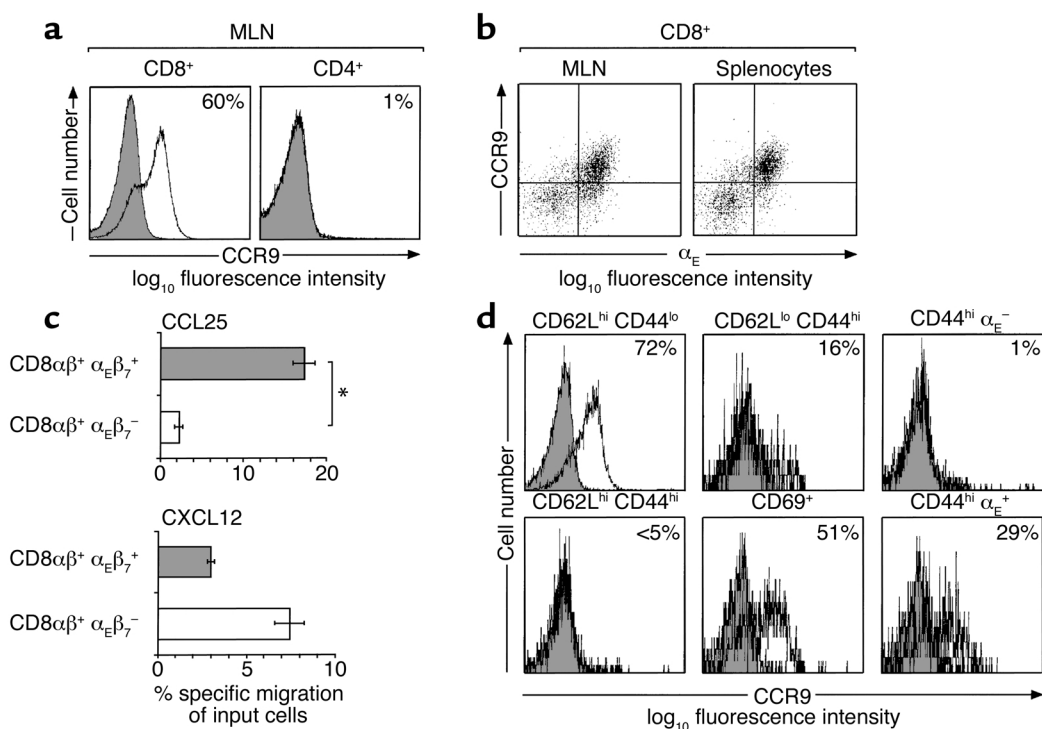 a
MLN
CD8⁺
CD4⁺
60%
1%
Cell number
CCR9
log₁₀ fluorescence intensity
b
CD8⁺
MLN
Splenocytes
CCR9
αE
log₁₀ fluorescence intensity
c
CCL25
CD8αβ⁺ αEβ₇⁺
CD8αβ⁺ αEβ₇⁻
*
0 10 20
CXCL12
CD8αβ⁺ αEβ₇⁺
CD8αβ⁺ αEβ₇⁻
0 5 10
% specific migration
of input cells
d
CD62Lʰⁱ CD44ˡᵒ
CD62Lˡᵒ CD44ʰⁱ
CD44ʰⁱ αE⁻
72%
16%
1%
CD62Lʰⁱ CD44ʰⁱ
CD69⁺
CD44ʰⁱ αE⁺
<5%
51%
29%
Cell number
CCR9
log₁₀ fluorescence intensity